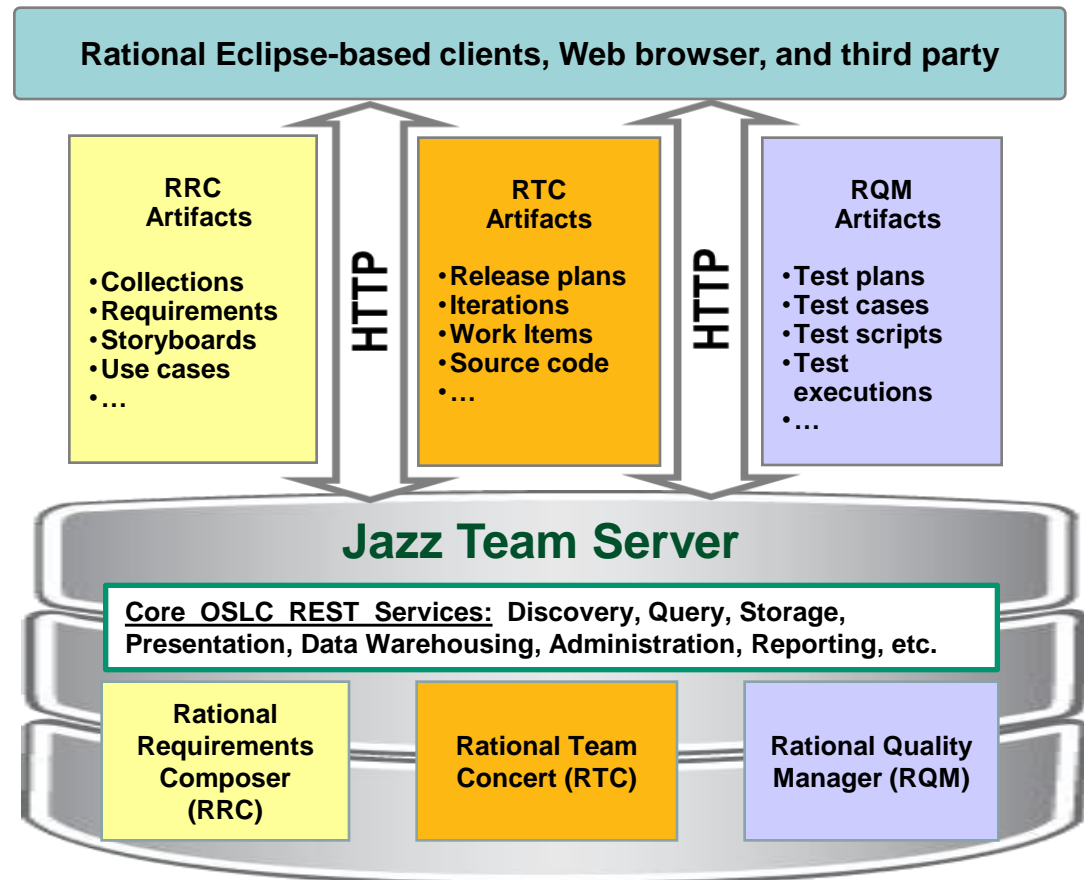 Rational Eclipse-based clients, Web browser, and third party
RRC
Artifacts
•Collections
•Requirements
•Storyboards
•Use cases
•…
HTTP
RTC
Artifacts
•Release plans
•Iterations
•Work Items
•Source code
•…
HTTP
RQM
Artifacts
•Test plans
•Test cases
•Test scripts
•Test
executions
•…
Jazz Team Server
Core OSLC REST Services: Discovery, Query, Storage,
Presentation, Data Warehousing, Administration, Reporting, etc.
Rational
Requirements
Composer
(RRC)
Rational Team
Concert (RTC)
Rational Quality
Manager (RQM)